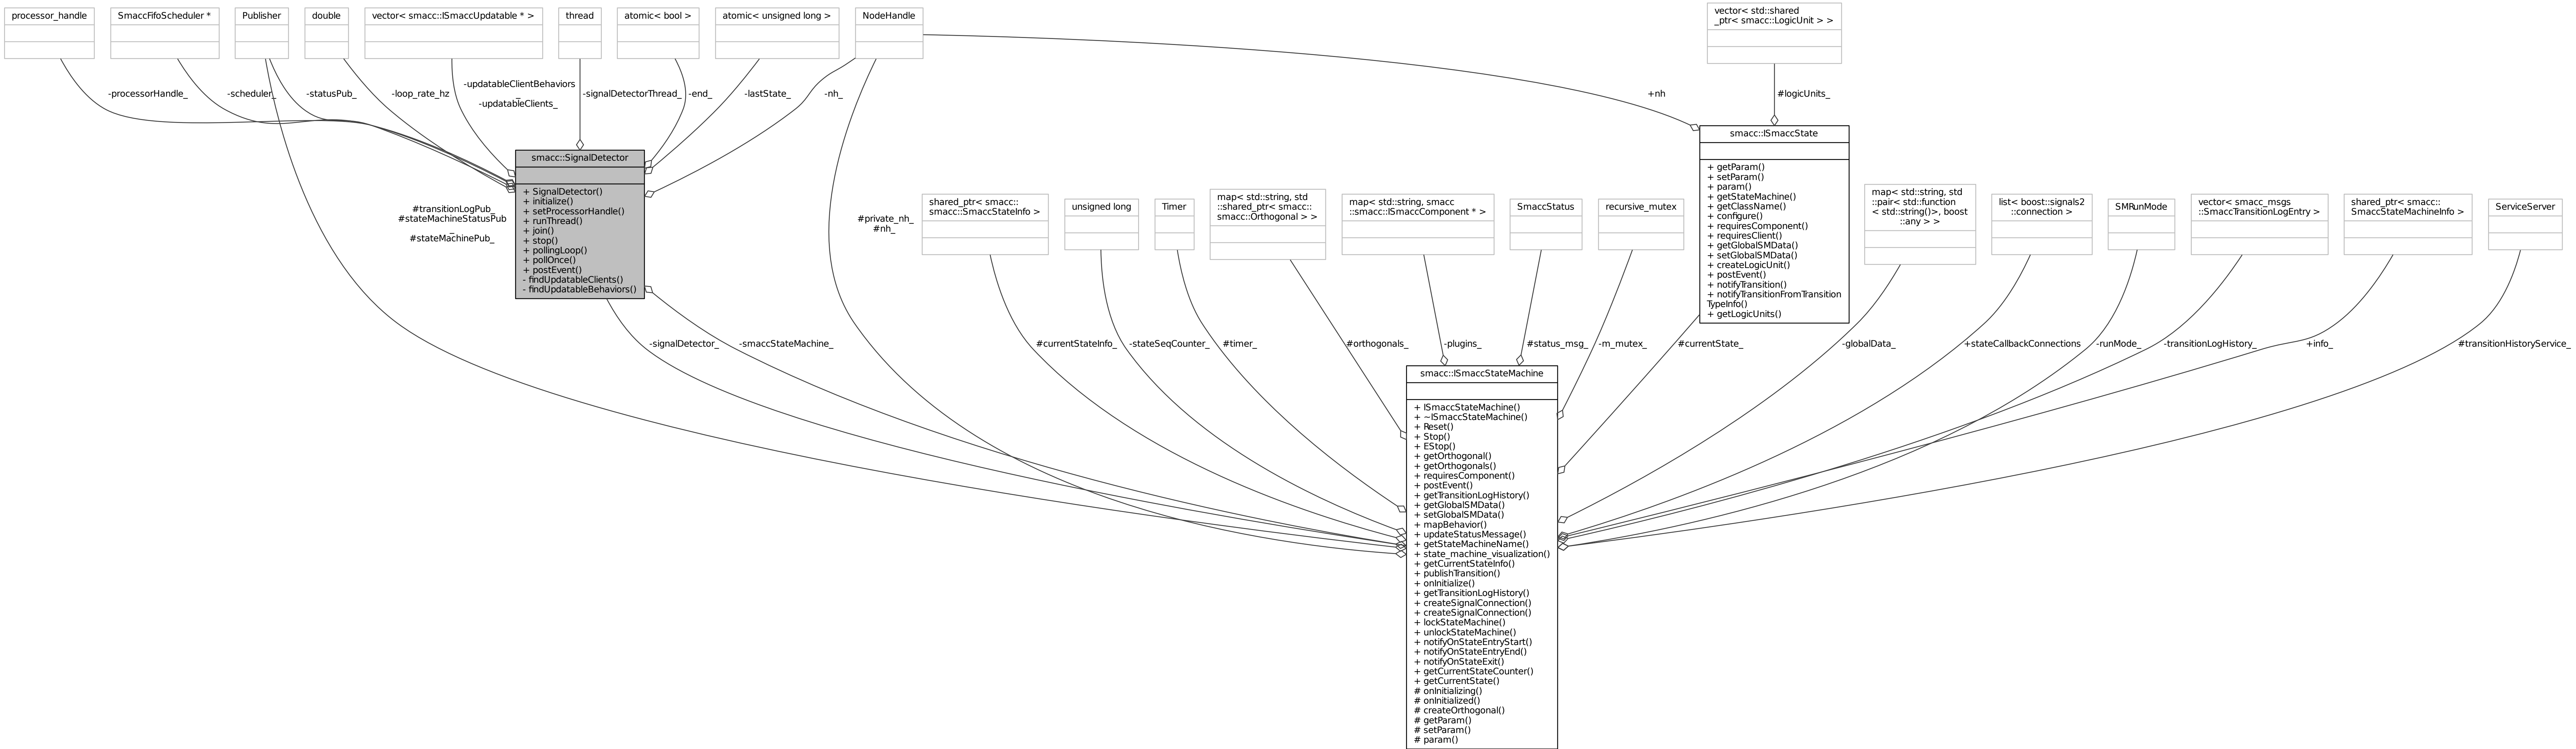 processor_handle
SmaccFifoScheduler *
Publisher
double
vector< smacc::ISmaccUpdatable * >
thread
atomic< bool >
atomic< unsigned long >
NodeHandle
vector< std::shared
_ptr< smacc::LogicUnit > >
-processorHandle_
-scheduler_
-statusPub_
-loop_rate_hz
-updatableClientBehaviors
_
-updatableClients_
-signalDetectorThread_
-end_
-lastState_
-nh_
+nh
#logicUnits_
smacc::SignalDetector
+ SignalDetector()
+ initialize()
+ setProcessorHandle()
+ runThread()
+ join()
+ stop()
+ pollingLoop()
+ pollOnce()
+ postEvent()
- findUpdatableClients()
- findUpdatableBehaviors()
smacc::ISmaccState
+ getParam()
+ setParam()
+ param()
+ getStateMachine()
+ getClassName()
+ configure()
+ requiresComponent()
+ requiresClient()
+ getGlobalSMData()
+ setGlobalSMData()
+ createLogicUnit()
+ postEvent()
+ notifyTransition()
+ notifyTransitionFromTransition
TypeInfo()
+ getLogicUnits()
#transitionLogPub_
#stateMachineStatusPub
_
#stateMachinePub_
#private_nh_
#nh_
shared_ptr< smacc::
smacc::SmaccStateInfo >
unsigned long
Timer
map< std::string, std
::shared_ptr< smacc::
smacc::Orthogonal > >
map< std::string, smacc
::smacc::ISmaccComponent * >
SmaccStatus
recursive_mutex
map< std::string, std
::pair< std::function
< std::string()>, boost
::any > >
list< boost::signals2
::connection >
SMRunMode
vector< smacc_msgs
::SmaccTransitionLogEntry >
shared_ptr< smacc::
SmaccStateMachineInfo >
ServiceServer
-signalDetector_
-smaccStateMachine_
#currentStateInfo_
-stateSeqCounter_
#timer_
#orthogonals_
-plugins_
#status_msg_
-m_mutex_
#currentState_
-globalData_
+stateCallbackConnections
-runMode_
-transitionLogHistory_
+info_
#transitionHistoryService_
smacc::ISmaccStateMachine
+ ISmaccStateMachine()
+ ~ISmaccStateMachine()
+ Reset()
+ Stop()
+ EStop()
+ getOrthogonal()
+ getOrthogonals()
+ requiresComponent()
+ postEvent()
+ getTransitionLogHistory()
+ getGlobalSMData()
+ setGlobalSMData()
+ mapBehavior()
+ updateStatusMessage()
+ getStateMachineName()
+ state_machine_visualization()
+ getCurrentStateInfo()
+ publishTransition()
+ onInitialize()
+ getTransitionLogHistory()
+ createSignalConnection()
+ createSignalConnection()
+ lockStateMachine()
+ unlockStateMachine()
+ notifyOnStateEntryStart()
+ notifyOnStateEntryEnd()
+ notifyOnStateExit()
+ getCurrentStateCounter()
+ getCurrentState()
# onInitializing()
# onInitialized()
# createOrthogonal()
# getParam()
# setParam()
# param()